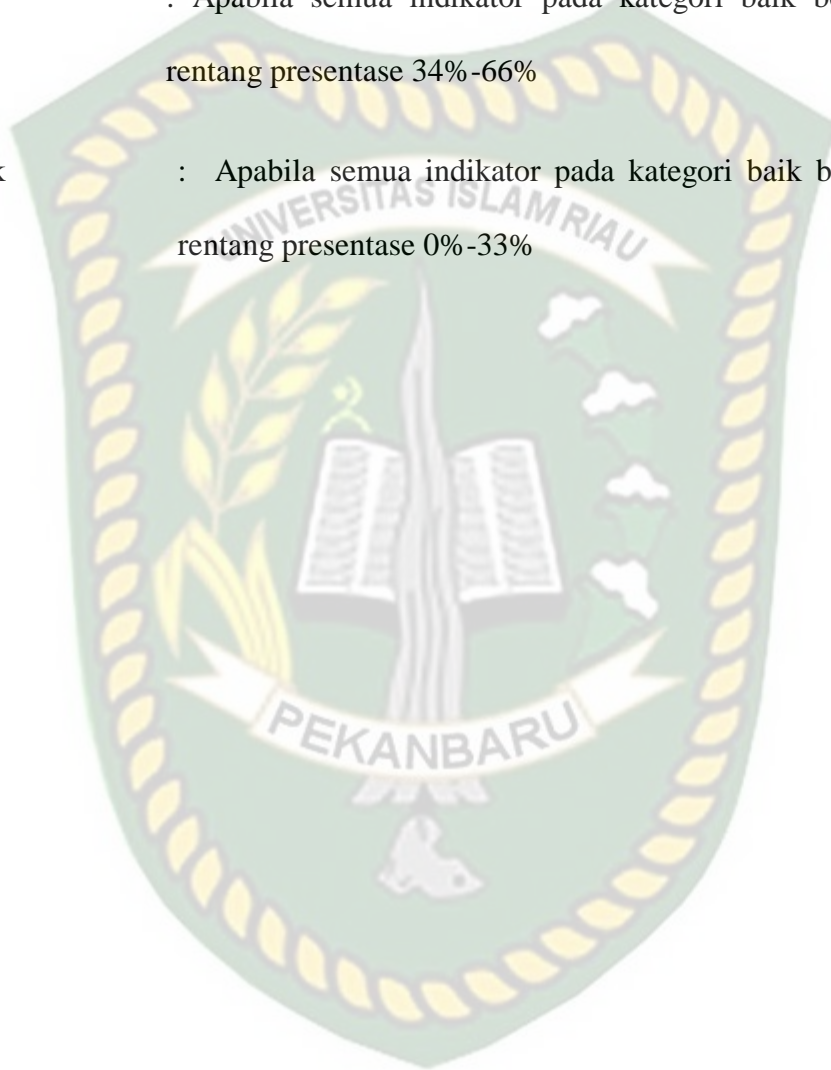 : Apabila semua indikator pada kategori baik
rentang presentase 34%-66%
: Apabila semua indikator pada kategori baik
rentang presentase 0%-33%
UNIVERSITAS ISLAM RIAU
PEKANBARU